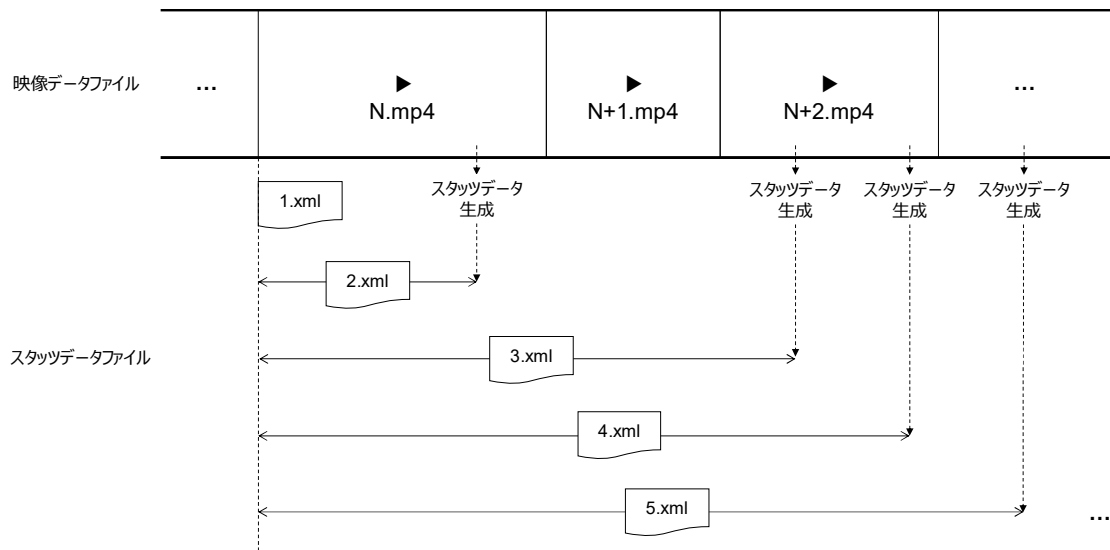 映像データファイル
...
N.mp4
N+1.mp4
N+2.mp4
...
1.xml
スタッツデータ
生成
スタッツデータ
生成
スタッツデータ
生成
スタッツデータ
生成
2.xml
スタッツデータファイル
3.xml
4.xml
5.xml
...